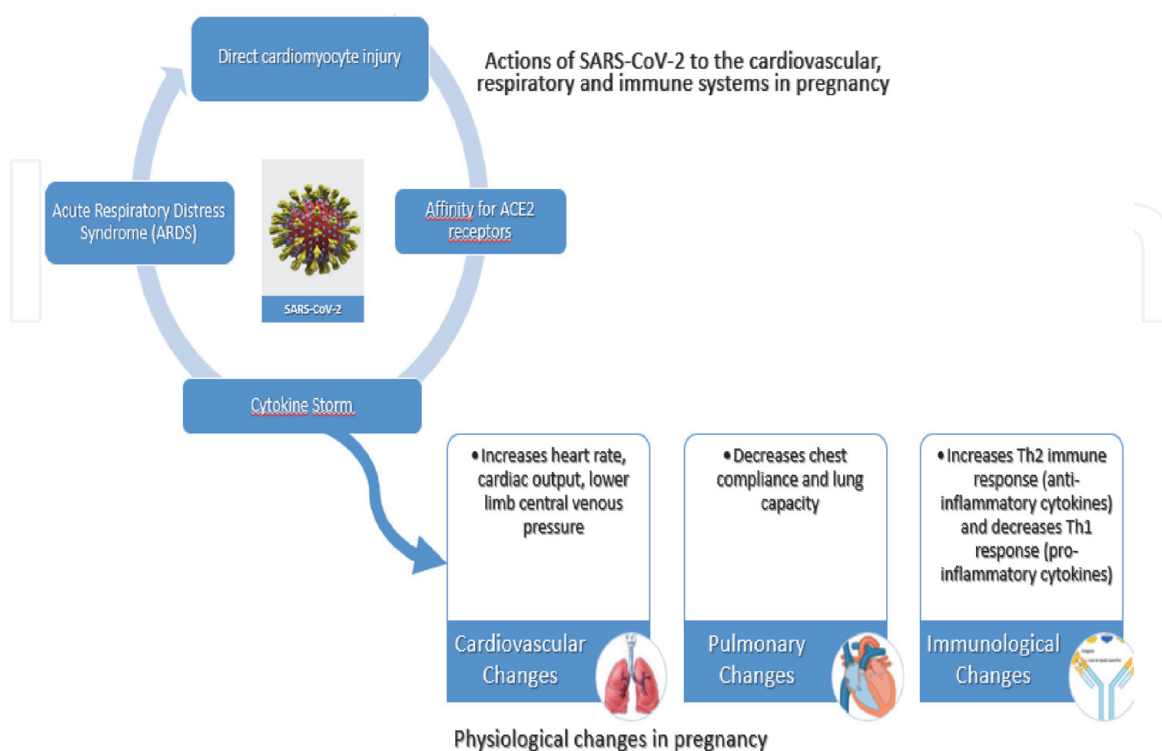 Direct cardiomyocyte injury
Actions of SARS-CoV-2 to the cardiovascular,
respiratory and immune systems in pregnancy
Acute Respiratory Distress
Syndrome (ARDS)
SARS-CoV-2
Affinity for ACE2
receptors
Cytokine Storm
•Increases heart rate,
cardiac output, lower
limb central venous
pressure
Cardiovascular
Changes
•Decreases chest
compliance and lung
capacity
Pulmonary
Changes
•Increases Th2 immune
response (anti-
inflammatory cytokines)
and decreases Th1
response (pro-
inflammatory cytokines)
Immunological
Changes
Physiological changes in pregnancy